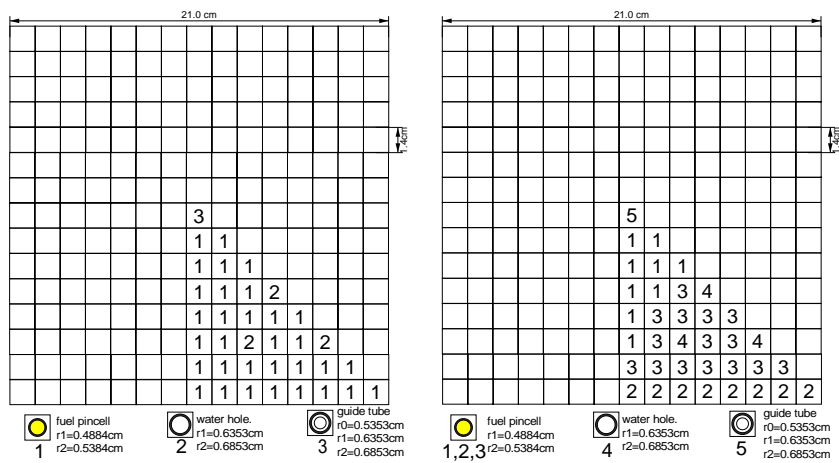 21.0 cm
1.4cm
3
1 1
1 1 1
1 1 1 2
1 1 1 1 1
1 1 2 1 1 2
1 1 1 1 1 1 1
1 1 1 1 1 1 1 1
1
fuel pincell
r1=0.4884cm
r2=0.5384cm
2
water hole.
r1=0.6353cm
r2=0.6853cm
3
guide tube
r0=0.5353cm
r1=0.6353cm
r2=0.6853cm
21.0 cm
1.4cm
5
1 1
1 1 1
1 1 3 4
1 3 3 3 3
1 3 4 3 3 4
3 3 3 3 3 3 3
2 2 2 2 2 2 2 2
1,2,3
fuel pincell
r1=0.4884cm
r2=0.5384cm
4
water hole.
r1=0.6353cm
r2=0.6853cm
5
guide tube
r0=0.5353cm
r1=0.6353cm
r2=0.6853cm